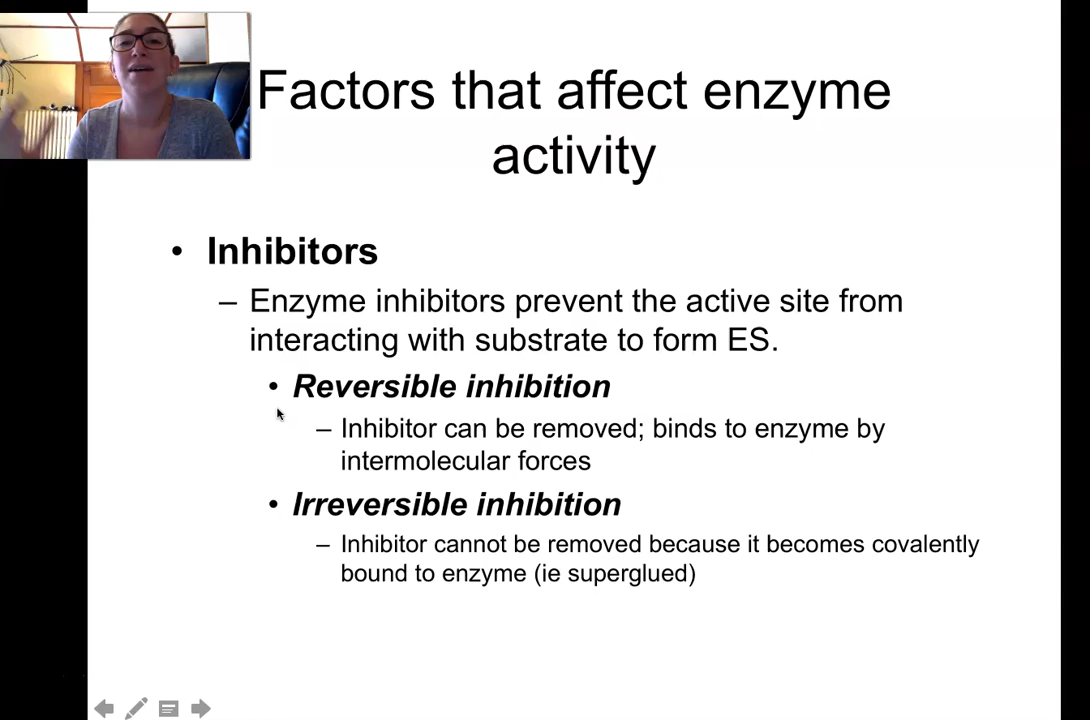 Factors that affect enzyme
activity
• Inhibitors
– Enzyme inhibitors prevent the active site from
interacting with substrate to form ES.
• Reversible inhibition
– Inhibitor can be removed; binds to enzyme by
intermolecular forces
• Irreversible inhibition
– Inhibitor cannot be removed because it becomes covalently
bound to enzyme (ie superglued)